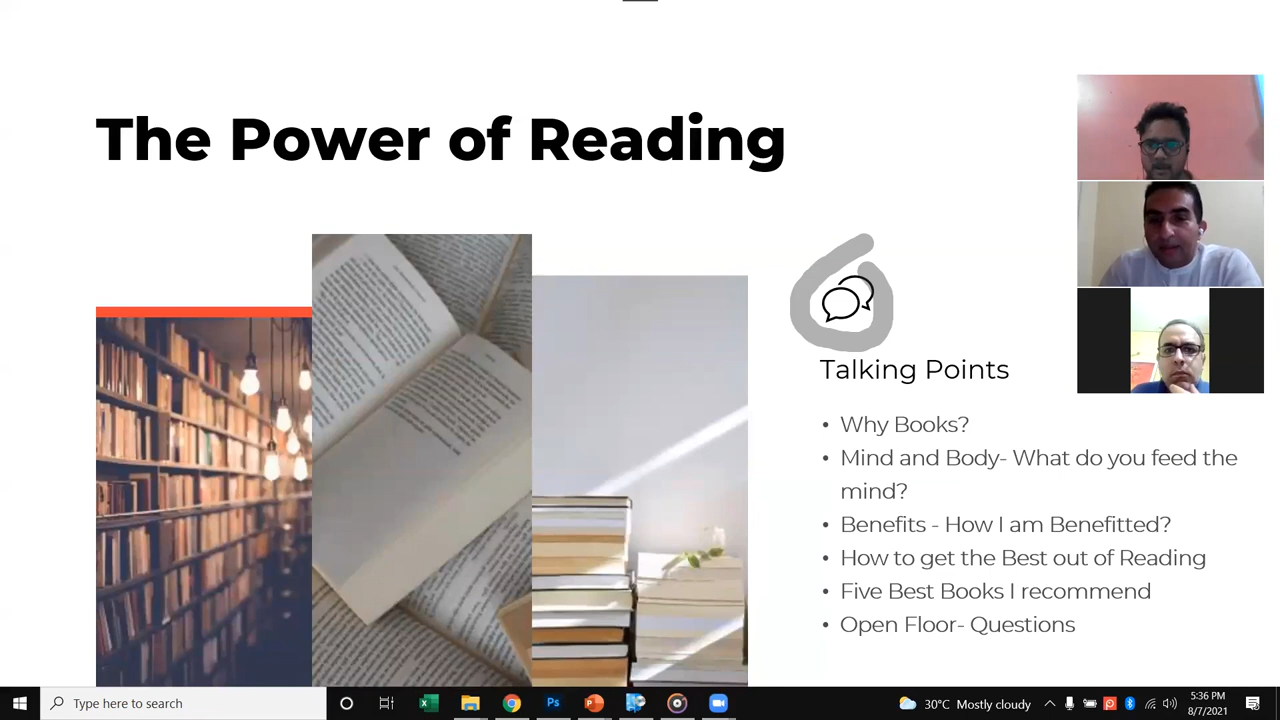 The Power of Reading
Talking Points
• Why Books?
• Mind and Body- What do you feed the
mind?
• Benefits - How I am Benefitted?
• How to get the Best out of Reading
• Five Best Books I recommend
• Open Floor- Questions
Type here to search
Ps
30°C Mostly cloudy
5:36 PM
8/7/2021